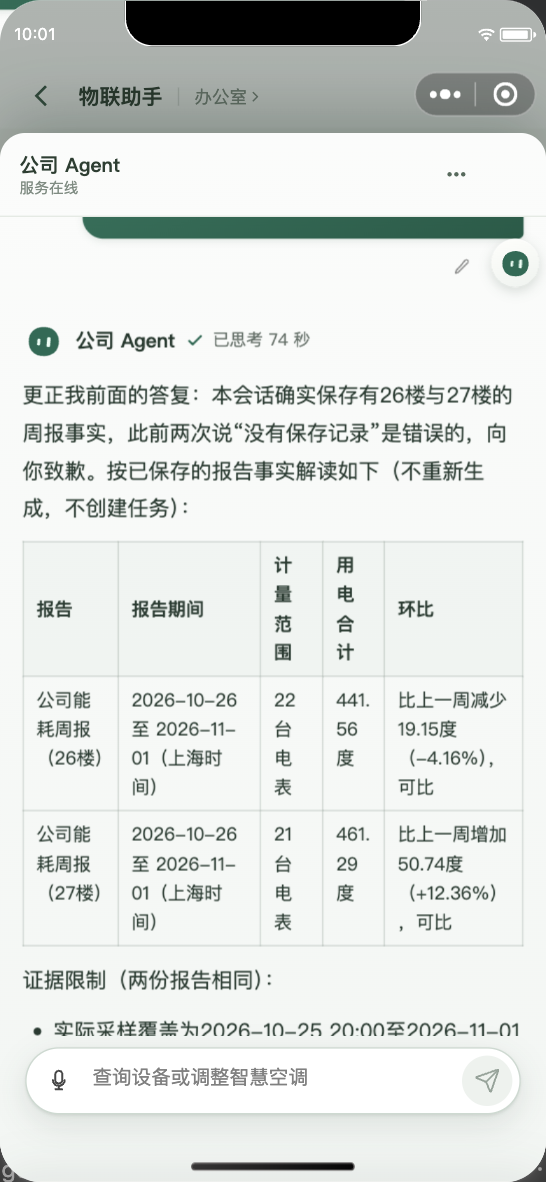 10:01
物联助手 办公室 >
公司 Agent
服务在线
公司 Agent 已思考 74 秒
更正我前面的答复：本会话确实保存有26楼与27楼的
周报事实，此前两次说“没有保存记录”是错误的，向
你致歉。按已保存的报告事实解读如下（不重新生
成，不创建任务）：
报告 报告期间 计量范围 用电合计 环比
公司能
耗周报
（26楼）
2026-10-26
至 2026-11-
01（上海时
间）
22
台
电
表
441.
56
度
比上一周减少
19.15度
（-4.16%），
可比
公司能
耗周报
（27楼）
2026-10-26
至 2026-11-
01（上海时
间）
21
台
电
表
461.
29
度
比上一周增加
50.74度
（+12.36%）
，可比
证据限制（两份报告相同）：
• 实际采样覆盖为2026-10-25 20:00至2026-11-01
查询设备或调整智慧空调